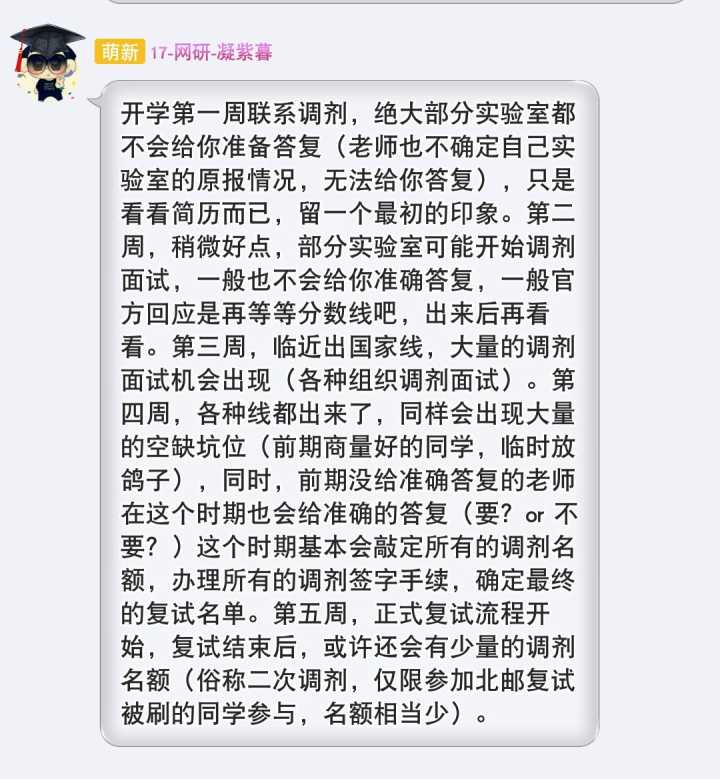 萌新 17-网研-凝紫暮
开学第一周联系调剂，绝大部分实验室都
不会给你准备答复（老师也不确定自己实
验室的原报情况，无法给你答复），只是
看看简历而已，留一个最初的印象。第二
周，稍微好点，部分实验室可能开始调剂
面试，一般也不会给你准确答复，一般官
方回应是再等等分数线吧，出来后再看
看。第三周，临近出国家线，大量的调剂
面试机会出现（各种组织调剂面试）。第
四周，各种线都出来了，同样会出现大量
的空缺坑位（前期商量好的同学，临时放
鸽子），同时，前期没给准确答复的老师
在这个时期也会给准确的答复（要？or 不
要？）这个时期基本会敲定所有的调剂名
额，办理所有的调剂签字手续，确定最终
的复试名单。第五周，正式复试流程开
始，复试结束后，或许还会有少量的调剂
名额（俗称二次调剂，仅限参加北邮复试
被刷的同学参与，名额相当少）。